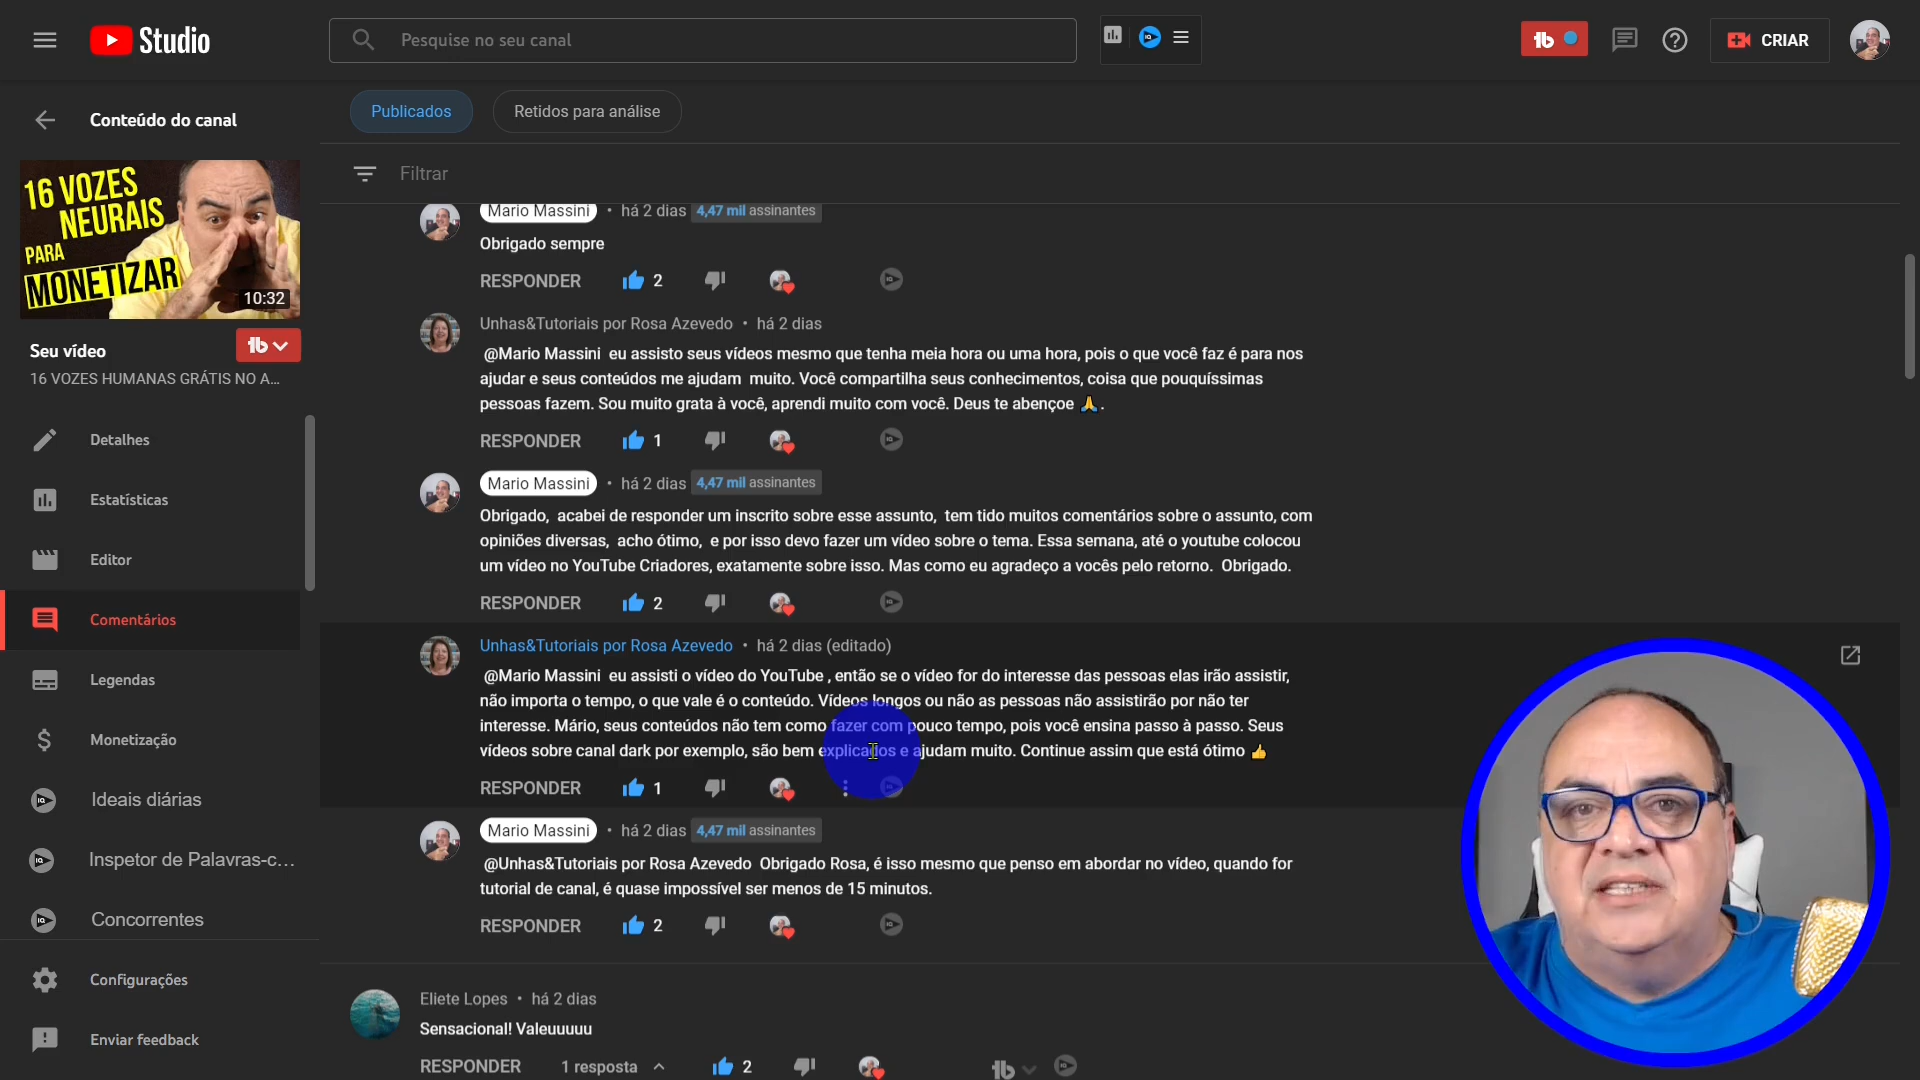 Studio
Pesquise no seu canal
CRIAR
Conteúdo do canal
Publicados
Retidos para análise
Filtrar
16 VOZES
NEURAIS
PARA
MONETIZAR
10:32
Seu vídeo
16 VOZES HUMANAS GRÁTIS NO A...
Detalhes
Estatísticas
Editor
Comentários
Legendas
Monetização
Ideais diárias
Inspetor de Palavras-c...
Concorrentes
Configurações
Enviar feedback
Mario Massini • há 2 dias 4,47 mil assinantes
Obrigado sempre
RESPONDER 2
Unhas&Tutoriais por Rosa Azevedo • há 2 dias
@Mario Massini eu assisto seus vídeos mesmo que tenha meia hora ou uma hora, pois o que você faz é para nos
ajudar e seus conteúdos me ajudam muito. Você compartilha seus conhecimentos, coisa que pouquíssimas
pessoas fazem. Sou muito grata à você, aprendi muito com você. Deus te abençoe 🙏.
RESPONDER 1
Mario Massini • há 2 dias 4,47 mil assinantes
Obrigado, acabei de responder um inscrito sobre esse assunto, tem tido muitos comentários sobre o assunto, com
opiniões diversas, acho ótimo, e por isso devo fazer um vídeo sobre o tema. Essa semana, até o youtube colocou
um vídeo no YouTube Criadores, exatamente sobre isso. Mas como eu agradeço a vocês pelo retorno. Obrigado.
RESPONDER 2
Unhas&Tutoriais por Rosa Azevedo • há 2 dias (editado)
@Mario Massini eu assisti o vídeo do YouTube , então se o vídeo for do interesse das pessoas elas irão assistir,
não importa o tempo, o que vale é o conteúdo. Vídeos longos ou não as pessoas não assistirão por não ter
interesse. Mário, seus conteúdos não tem como fazer com pouco tempo, pois você ensina passo à passo. Seus
vídeos sobre canal dark por exemplo, são bem explicados e ajudam muito. Continue assim que está ótimo 👍
RESPONDER 1
Mario Massini • há 2 dias 4,47 mil assinantes
@Unhas&Tutoriais por Rosa Azevedo Obrigado Rosa, é isso mesmo que penso em abordar no vídeo, quando for
tutorial de canal, é quase impossível ser menos de 15 minutos.
RESPONDER 2
Eliete Lopes • há 2 dias
Sensacional! Valeuuuuu
RESPONDER 1 resposta 2